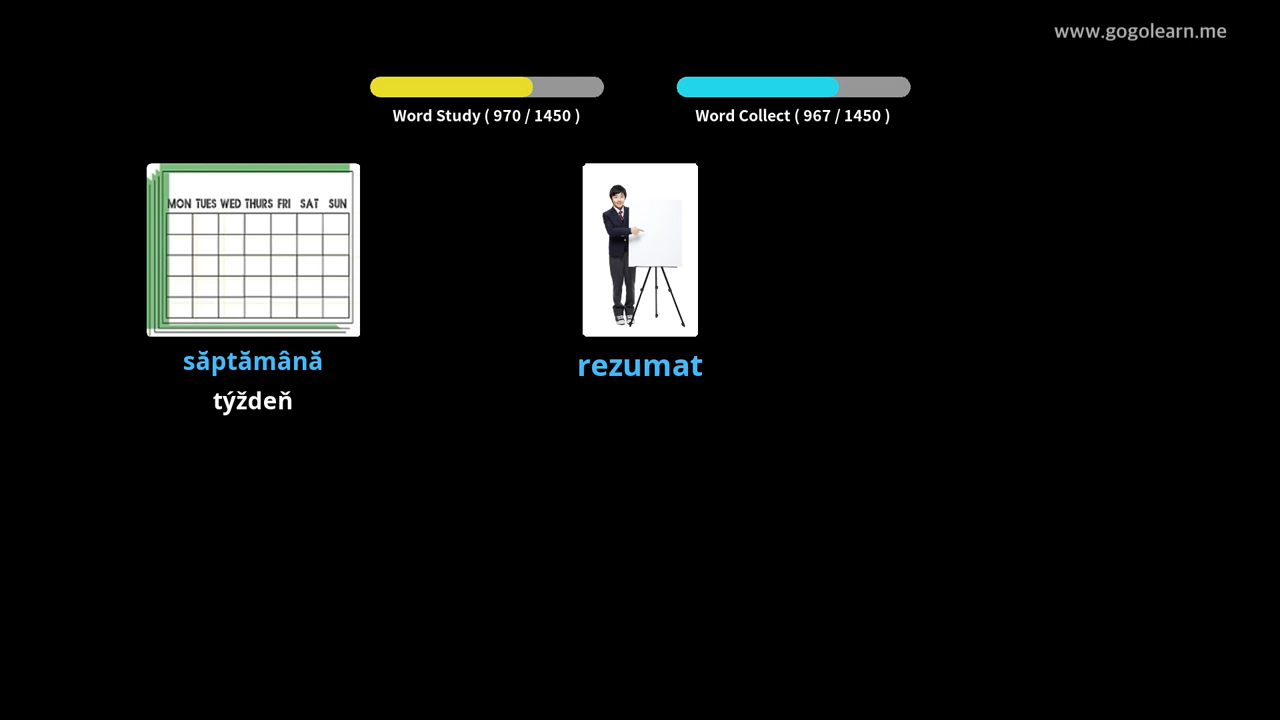 www.gogolearn.me
Word Study ( 970 / 1450 )
Word Collect ( 967 / 1450 )
MON TUES WED THURS FRI SAT SUN
săptămână
týždeň
rezumat